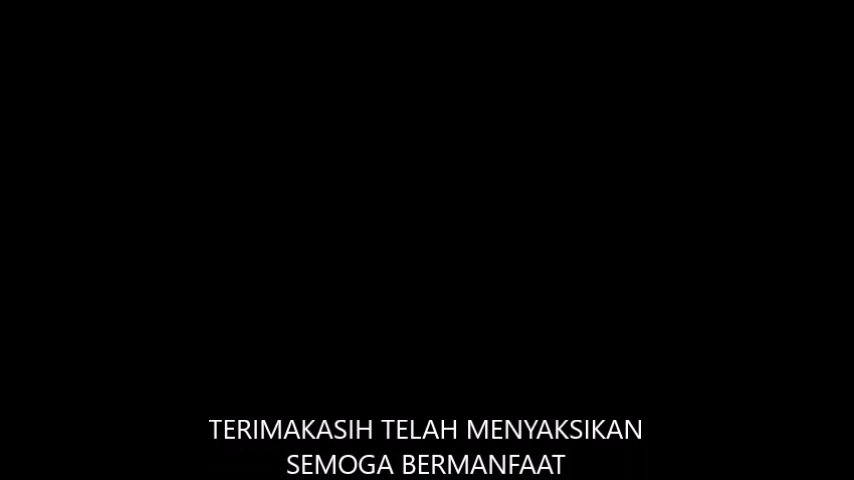 TERIMAKASIH TELAH MENYAKSIKAN
SEMOGA BERMANFAAT